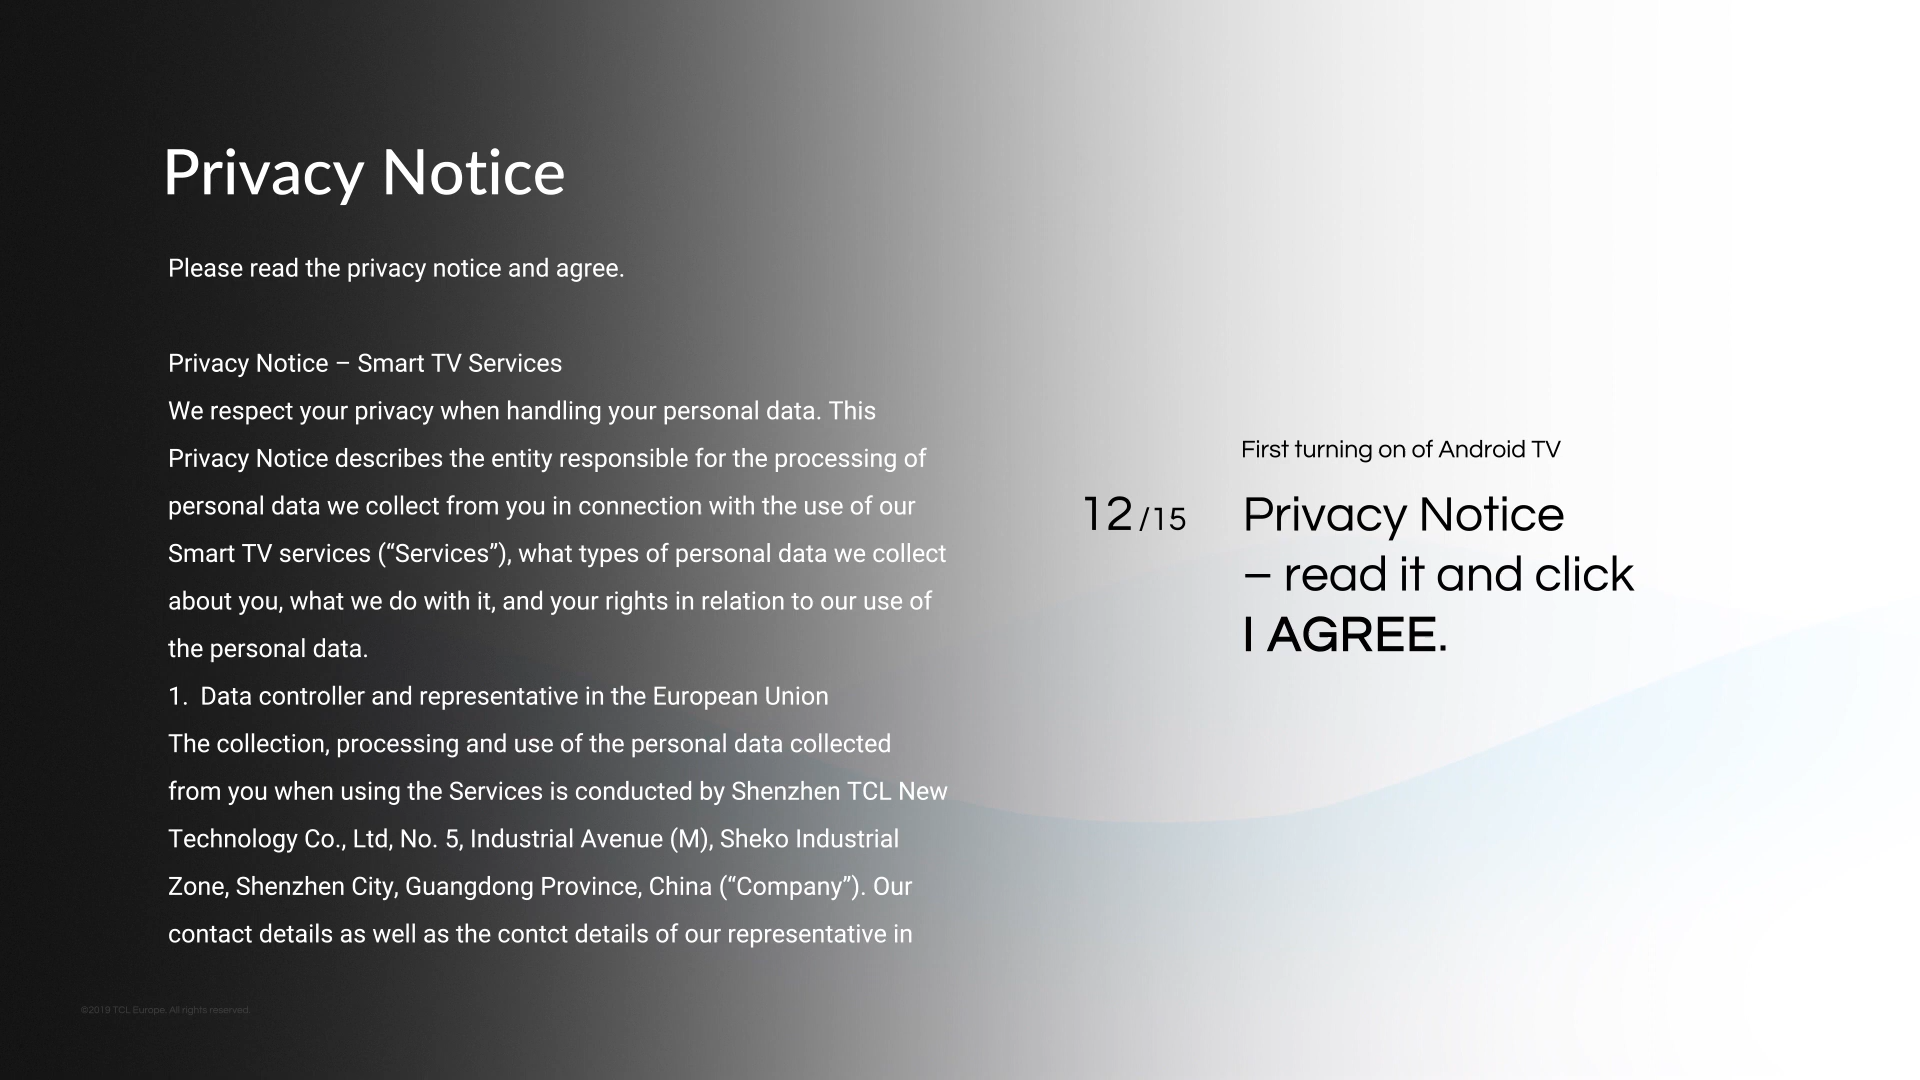 Privacy Notice
Please read the privacy notice and agree.
Privacy Notice – Smart TV Services
We respect your privacy when handling your personal data. This
Privacy Notice describes the entity responsible for the processing of
personal data we collect from you in connection with the use of our
Smart TV services (“Services”), what types of personal data we collect
about you, what we do with it, and your rights in relation to our use of
the personal data.
1. Data controller and representative in the European Union
The collection, processing and use of the personal data collected
from you when using the Services is conducted by Shenzhen TCL New
Technology Co., Ltd, No. 5, Industrial Avenue (M), Sheko Industrial
Zone, Shenzhen City, Guangdong Province, China (“Company”). Our
contact details as well as the contct details of our representative in
First turning on of Android TV
12/15
Privacy Notice
– read it and click
I AGREE.
©2019 TCL Europe. All rights reserved.